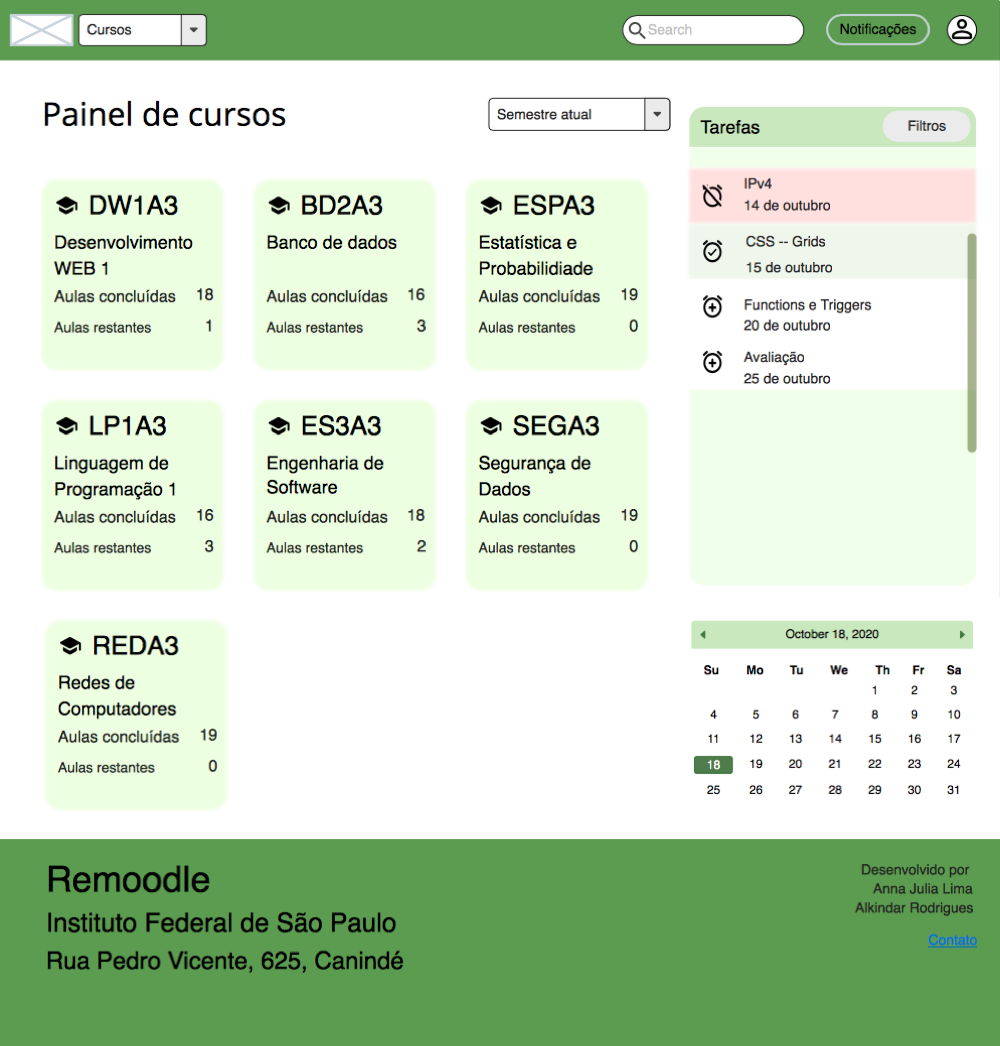 Cursos
Search
Notificações
Painel de cursos
Semestre atual
DW1A3
Desenvolvimento
WEB 1
Aulas concluídas 18
Aulas restantes 1
BD2A3
Banco de dados
Aulas concluídas 16
Aulas restantes 3
ESPA3
Estatística e
Probabilidiade
Aulas concluídas 19
Aulas restantes 0
LP1A3
Linguagem de
Programação 1
Aulas concluídas 16
Aulas restantes 3
ES3A3
Engenharia de
Software
Aulas concluídas 18
Aulas restantes 2
SEGA3
Segurança de
Dados
Aulas concluídas 19
Aulas restantes 0
REDA3
Redes de
Computadores
Aulas concluídas 19
Aulas restantes 0
Tarefas
Filtros
IPv4
14 de outubro
CSS -- Grids
15 de outubro
Functions e Triggers
20 de outubro
Avaliação
25 de outubro
October 18, 2020
Su Mo Tu We Th Fr Sa
1 2 3
4 5 6 7 8 9 10
11 12 13 14 15 16 17
18 19 20 21 22 23 24
25 26 27 28 29 30 31
Remoodle
Instituto Federal de São Paulo
Rua Pedro Vicente, 625, Canindé
Desenvolvido por
Anna Julia Lima
Alkindar Rodrigues
Contato